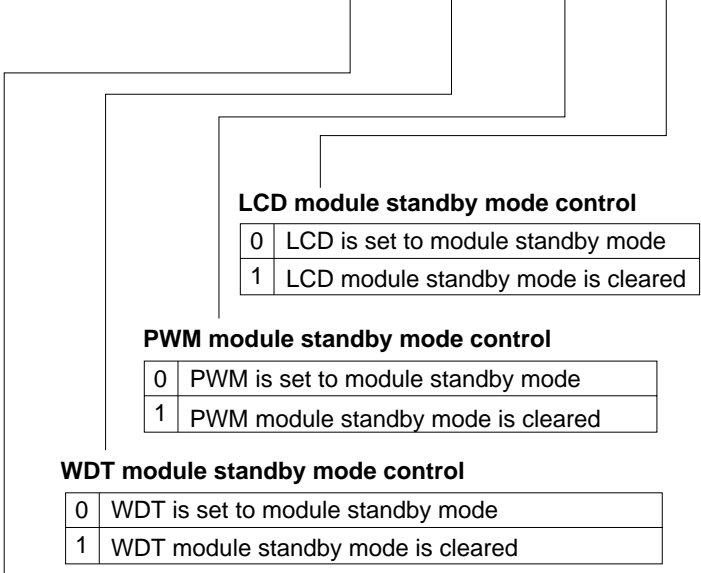 LCD module standby mode control
0 LCD is set to module standby mode
1 LCD module standby mode is cleared
PWM module standby mode control
0 PWM is set to module standby mode
1 PWM module standby mode is cleared
WDT module standby mode control
0 WDT is set to module standby mode
1 WDT module standby mode is cleared